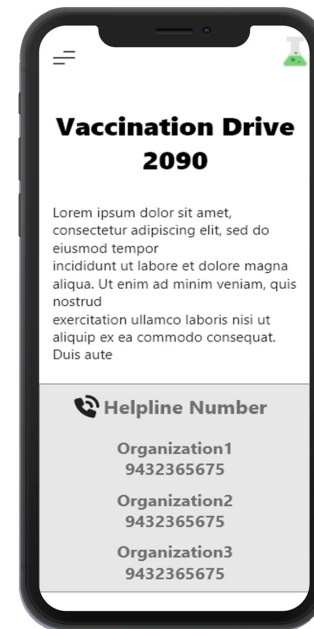 Vaccination Drive
2090
Lorem ipsum dolor sit amet,
consectetur adipiscing elit, sed do
eiusmod tempor
incididunt ut labore et dolore magna
aliqua. Ut enim ad minim veniam, quis
nostrud
exercitation ullamco laboris nisi ut
aliquip ex ea commodo consequat.
Duis aute
Helpline Number
Organization1
9432365675
Organization2
9432365675
Organization3
9432365675